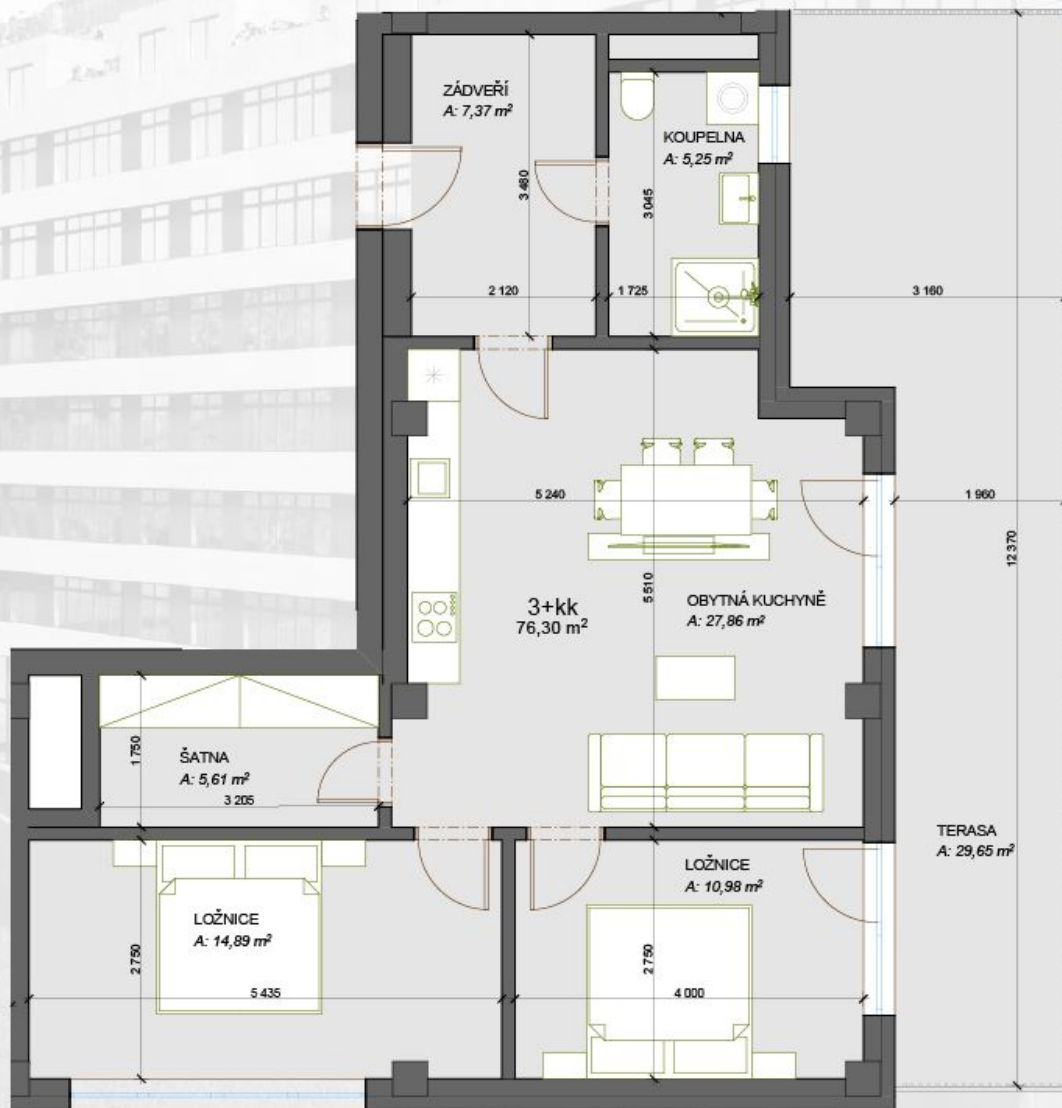 ZÁDVEŘÍ
A: 7,37 m²
KOUPELNA
A: 5,25 m²
3 480
3 045
2 120
1 725
3 160
5 240
1 960
12 370
5 510
3+kk
76,30 m²
OBYTNÁ KUCHYNĚ
A: 27,86 m²
1 750
ŠATNA
A: 5,61 m²
3 205
TERASA
A: 29,65 m²
LOŽNICE
A: 10,98 m²
LOŽNICE
A: 14,89 m²
2 750
2 750
5 435
4 000